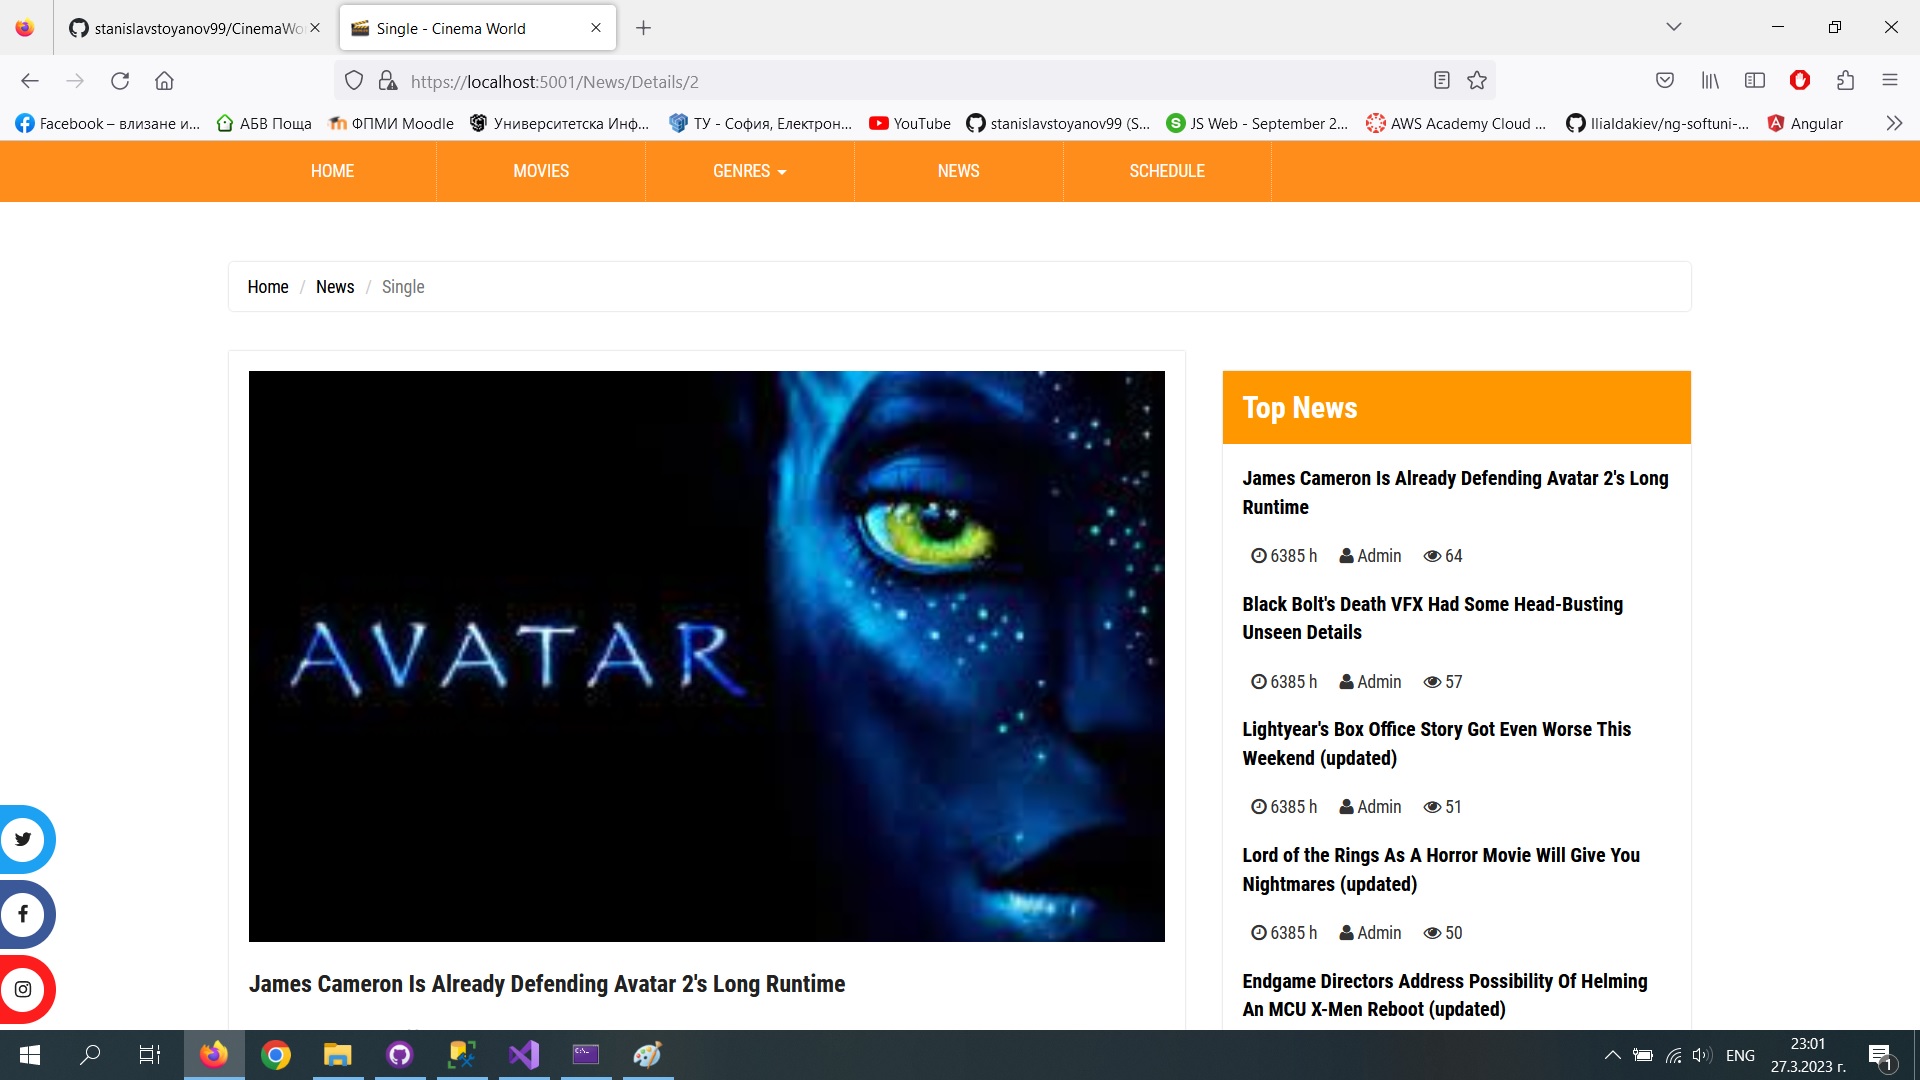 stanislavstoyanov99/CinemaWo
Single - Cinema World
https://localhost:5001/News/Details/2
Facebook – влизане и...
АБВ Поща
ФПМИ Moodle
Университетска Инф...
ТУ - София, Електрон...
YouTube
stanislavstoyanov99 (S...
JS Web - September 2...
AWS Academy Cloud ...
IliaIdakiev/ng-softuni-...
Angular
HOME
MOVIES
GENRES
NEWS
SCHEDULE
Home / News / Single
AVATAR
James Cameron Is Already Defending Avatar 2's Long Runtime
Top News
James Cameron Is Already Defending Avatar 2's Long
Runtime
6385 h Admin 64
Black Bolt's Death VFX Had Some Head-Busting
Unseen Details
6385 h Admin 57
Lightyear's Box Office Story Got Even Worse This
Weekend (updated)
6385 h Admin 51
Lord of the Rings As A Horror Movie Will Give You
Nightmares (updated)
6385 h Admin 50
Endgame Directors Address Possibility Of Helming
An MCU X-Men Reboot (updated)
ENG
23:01
27.3.2023 г.
1